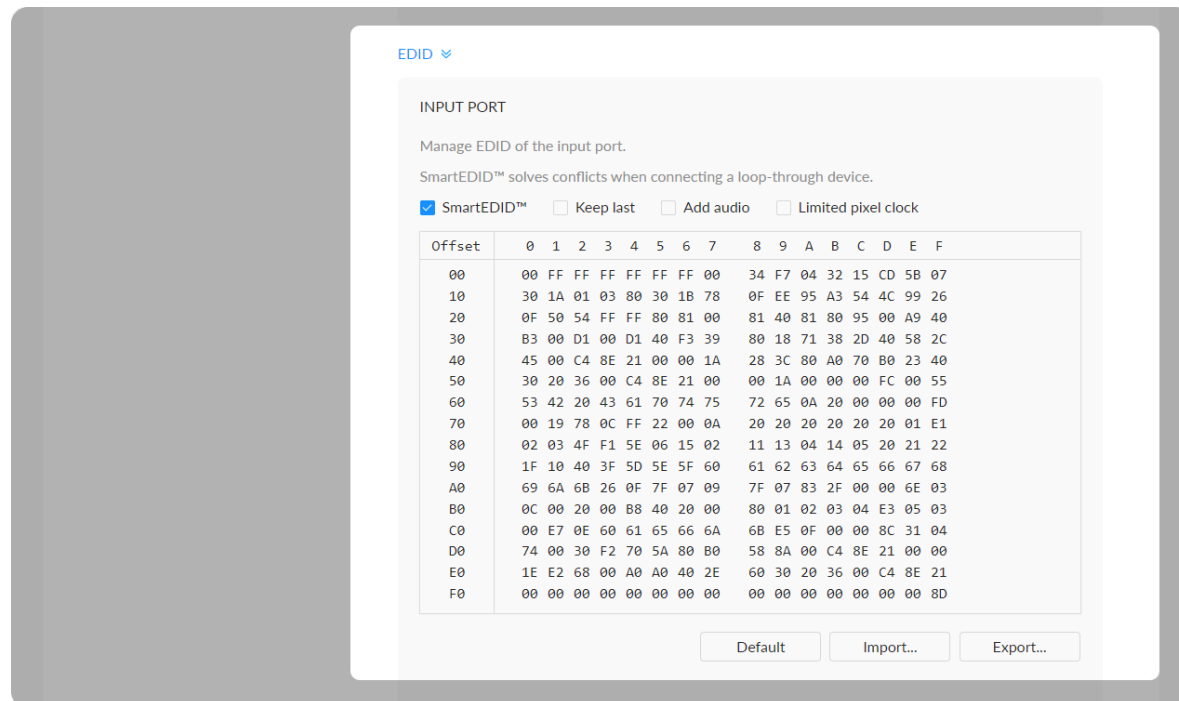 EDID
INPUT PORT
Manage EDID of the input port.
SmartEDID™ solves conflicts when connecting a loop-through device.
SmartEDID™ Keep last Add audio Limited pixel clock
Offset 0 1 2 3 4 5 6 7 8 9 A B C D E F
00 00 FF FF FF FF FF FF 00 34 F7 04 32 15 CD 5B 07
10 30 1A 01 03 80 30 1B 78 0F EE 95 A3 54 4C 99 26
20 0F 50 54 FF FF 80 81 00 81 40 81 80 95 00 A9 40
30 B3 00 D1 00 D1 40 F3 39 80 18 71 38 2D 40 58 2C
40 45 00 C4 8E 21 00 00 1A 28 3C 80 A0 70 B0 23 40
50 30 20 36 00 C4 8E 21 00 00 1A 00 00 00 FC 00 55
60 53 42 20 43 61 70 74 75 72 65 0A 20 00 00 00 FD
70 00 19 78 0C FF 22 00 0A 20 20 20 20 20 20 01 E1
80 02 03 4F F1 5E 06 15 02 11 13 04 14 05 20 21 22
90 1F 10 40 3F 5D 5E 5F 60 61 62 63 64 65 66 67 68
A0 69 6A 6B 26 0F 7F 07 09 7F 07 83 2F 00 00 6E 03
B0 0C 00 20 00 B8 40 20 00 80 01 02 03 04 E3 05 03
C0 00 E7 0E 60 61 65 66 6A 6B E5 0F 00 00 8C 31 04
D0 74 00 30 F2 70 5A 80 B0 58 8A 00 C4 8E 21 00 00
E0 1E E2 68 00 A0 A0 40 2E 60 30 20 36 00 C4 8E 21
F0 00 00 00 00 00 00 00 00 00 00 00 00 00 00 00 8D
Default Import... Export...